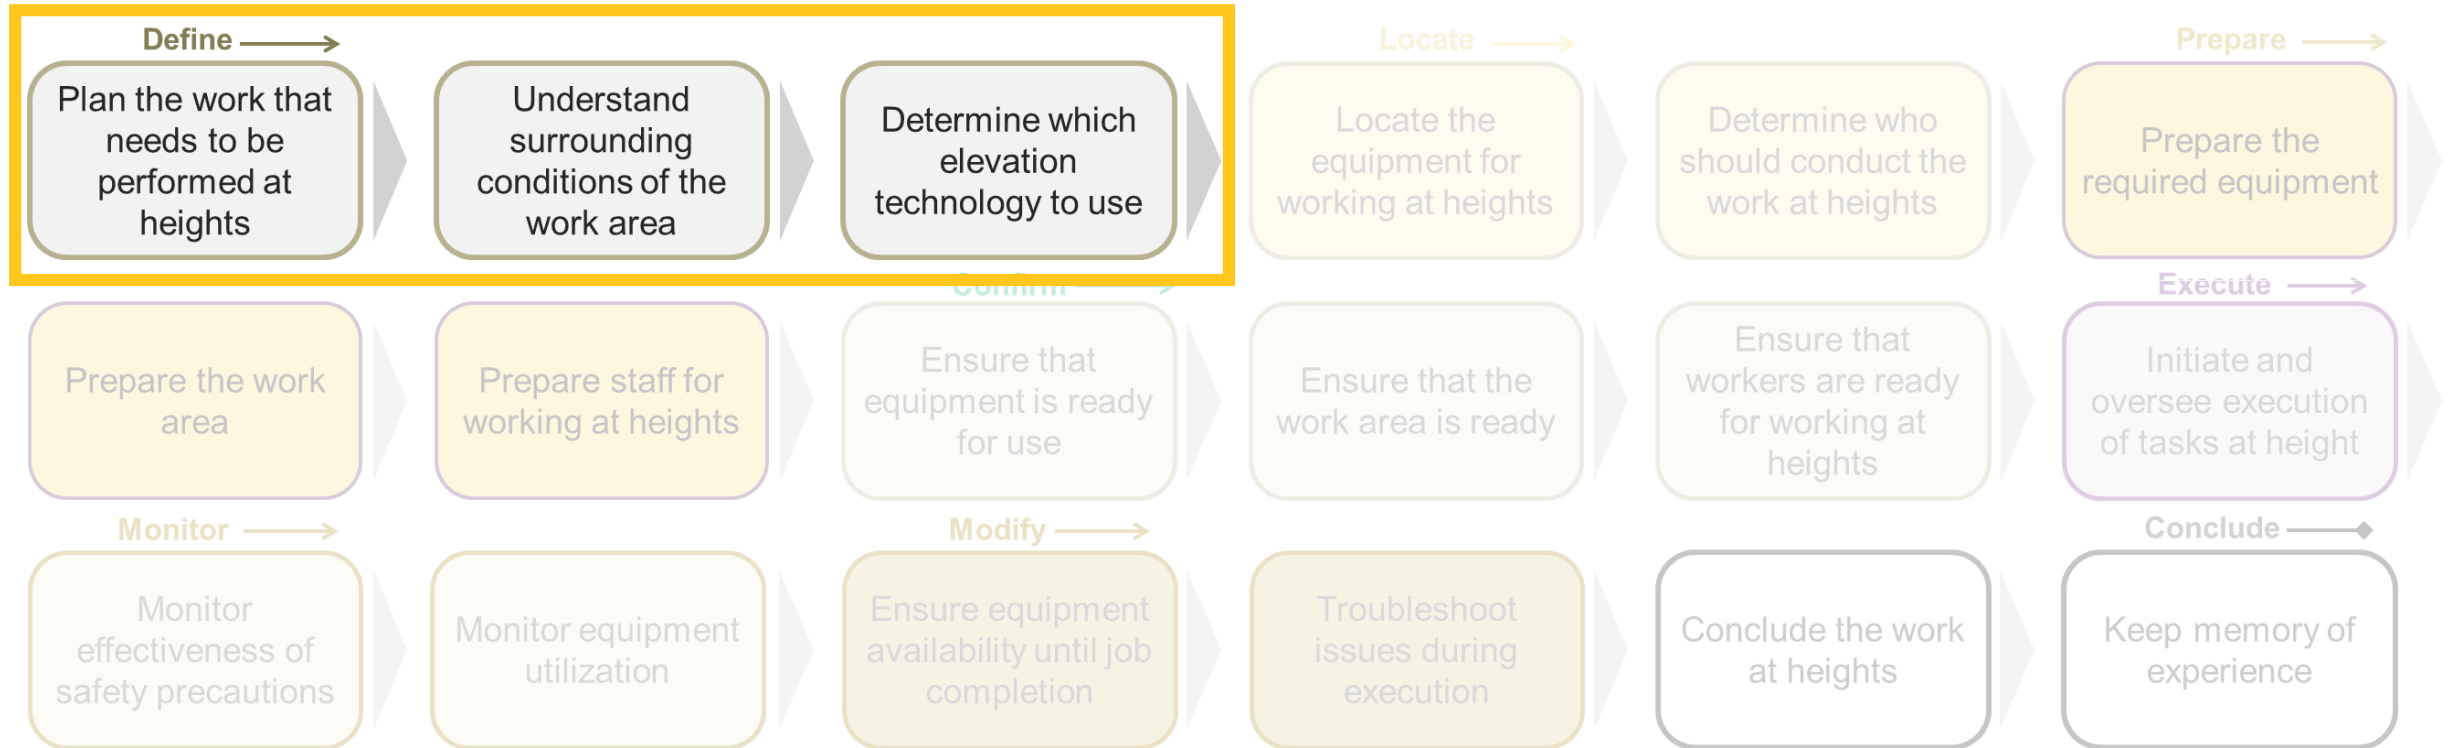 Define
Plan the work that
needs to be
performed at
heights
Understand
surrounding
conditions of the
work area
Determine which
elevation
technology to use
Locate
Locate the
equipment for
working at heights
Determine who
should conduct the
work at heights
Prepare
Prepare the
required equipment
Prepare the work
area
Prepare staff for
working at heights
Confirm
Ensure that
equipment is ready
for use
Ensure that the
work area is ready
Ensure that
workers are ready
for working at
heights
Execute
Initiate and
oversee execution
of tasks at height
Monitor
Monitor
effectiveness of
safety precautions
Monitor equipment
utilization
Modify
Ensure equipment
availability until job
completion
Troubleshoot
issues during
execution
Conclude the work
at heights
Conclude
Keep memory of
experience